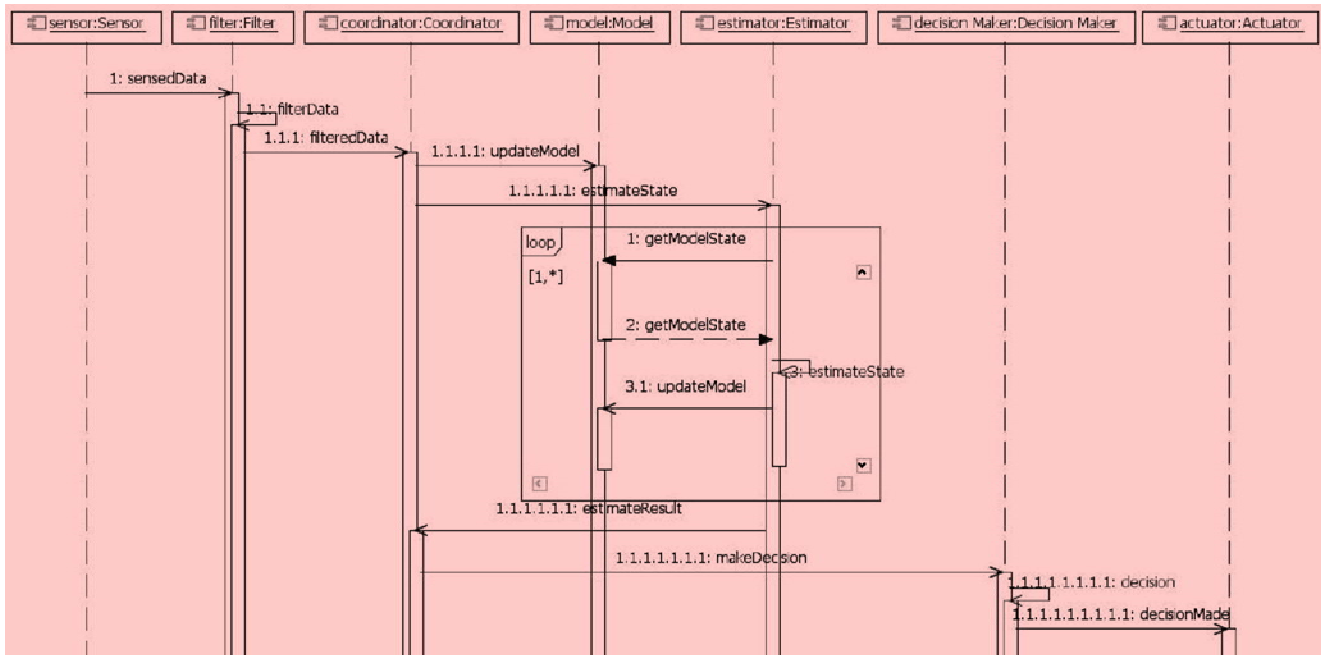 sensor:Sensor
filter:Filter
coordinator:Coordinator
model:Model
estimator:Estimator
decision Maker:Decision Maker
actuator:Actuator
1: sensedData
1.1: filterData
1.1.1: filteredData
1.1.1.1: updateModel
1.1.1.1.1: estimateState
loop
1: getModelState
[1,*]
2: getModelState
3: estimateState
3.1: updateModel
1.1.1.1.1.1: estimateResult
1.1.1.1.1.1.1: makeDecision
1.1.1.1.1.1.1.1: decision
1.1.1.1.1.1.1.1.1: decisionMade